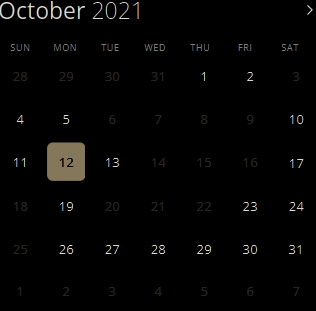 October 2021
SUN MON TUE WED THU FRI SAT
28 29 30 31 1 2 3
4 5 6 7 8 9 10
11 12 13 14 15 16 17
18 19 20 21 22 23 24
25 26 27 28 29 30 31
1 2 3 4 5 6 7